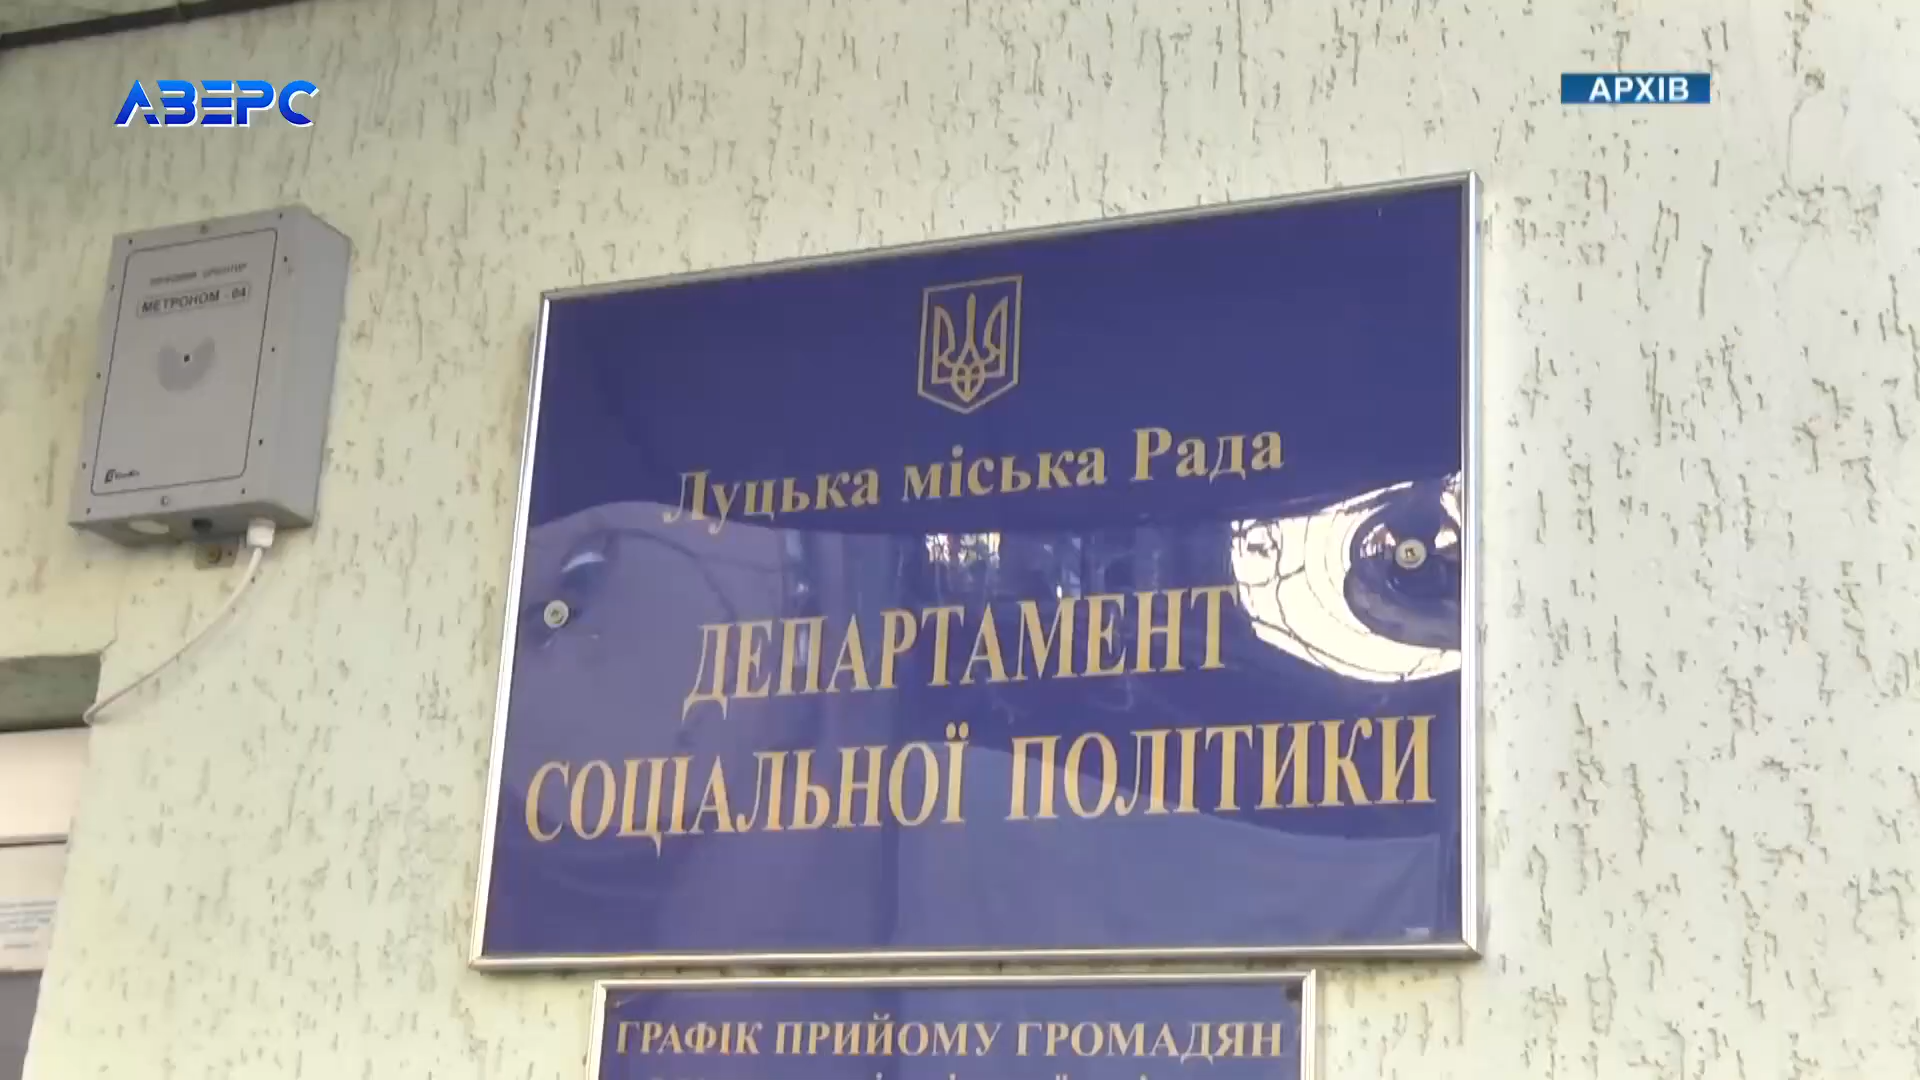 АВЕРС
АРХІВ
МЕТРОНОМ - 04
Луцька міська Рада
ДЕПАРТАМЕНТ
СОЦІАЛЬНОЇ ПОЛІТИКИ
ГРАФІК ПРИЙОМУ ГРОМАДЯН